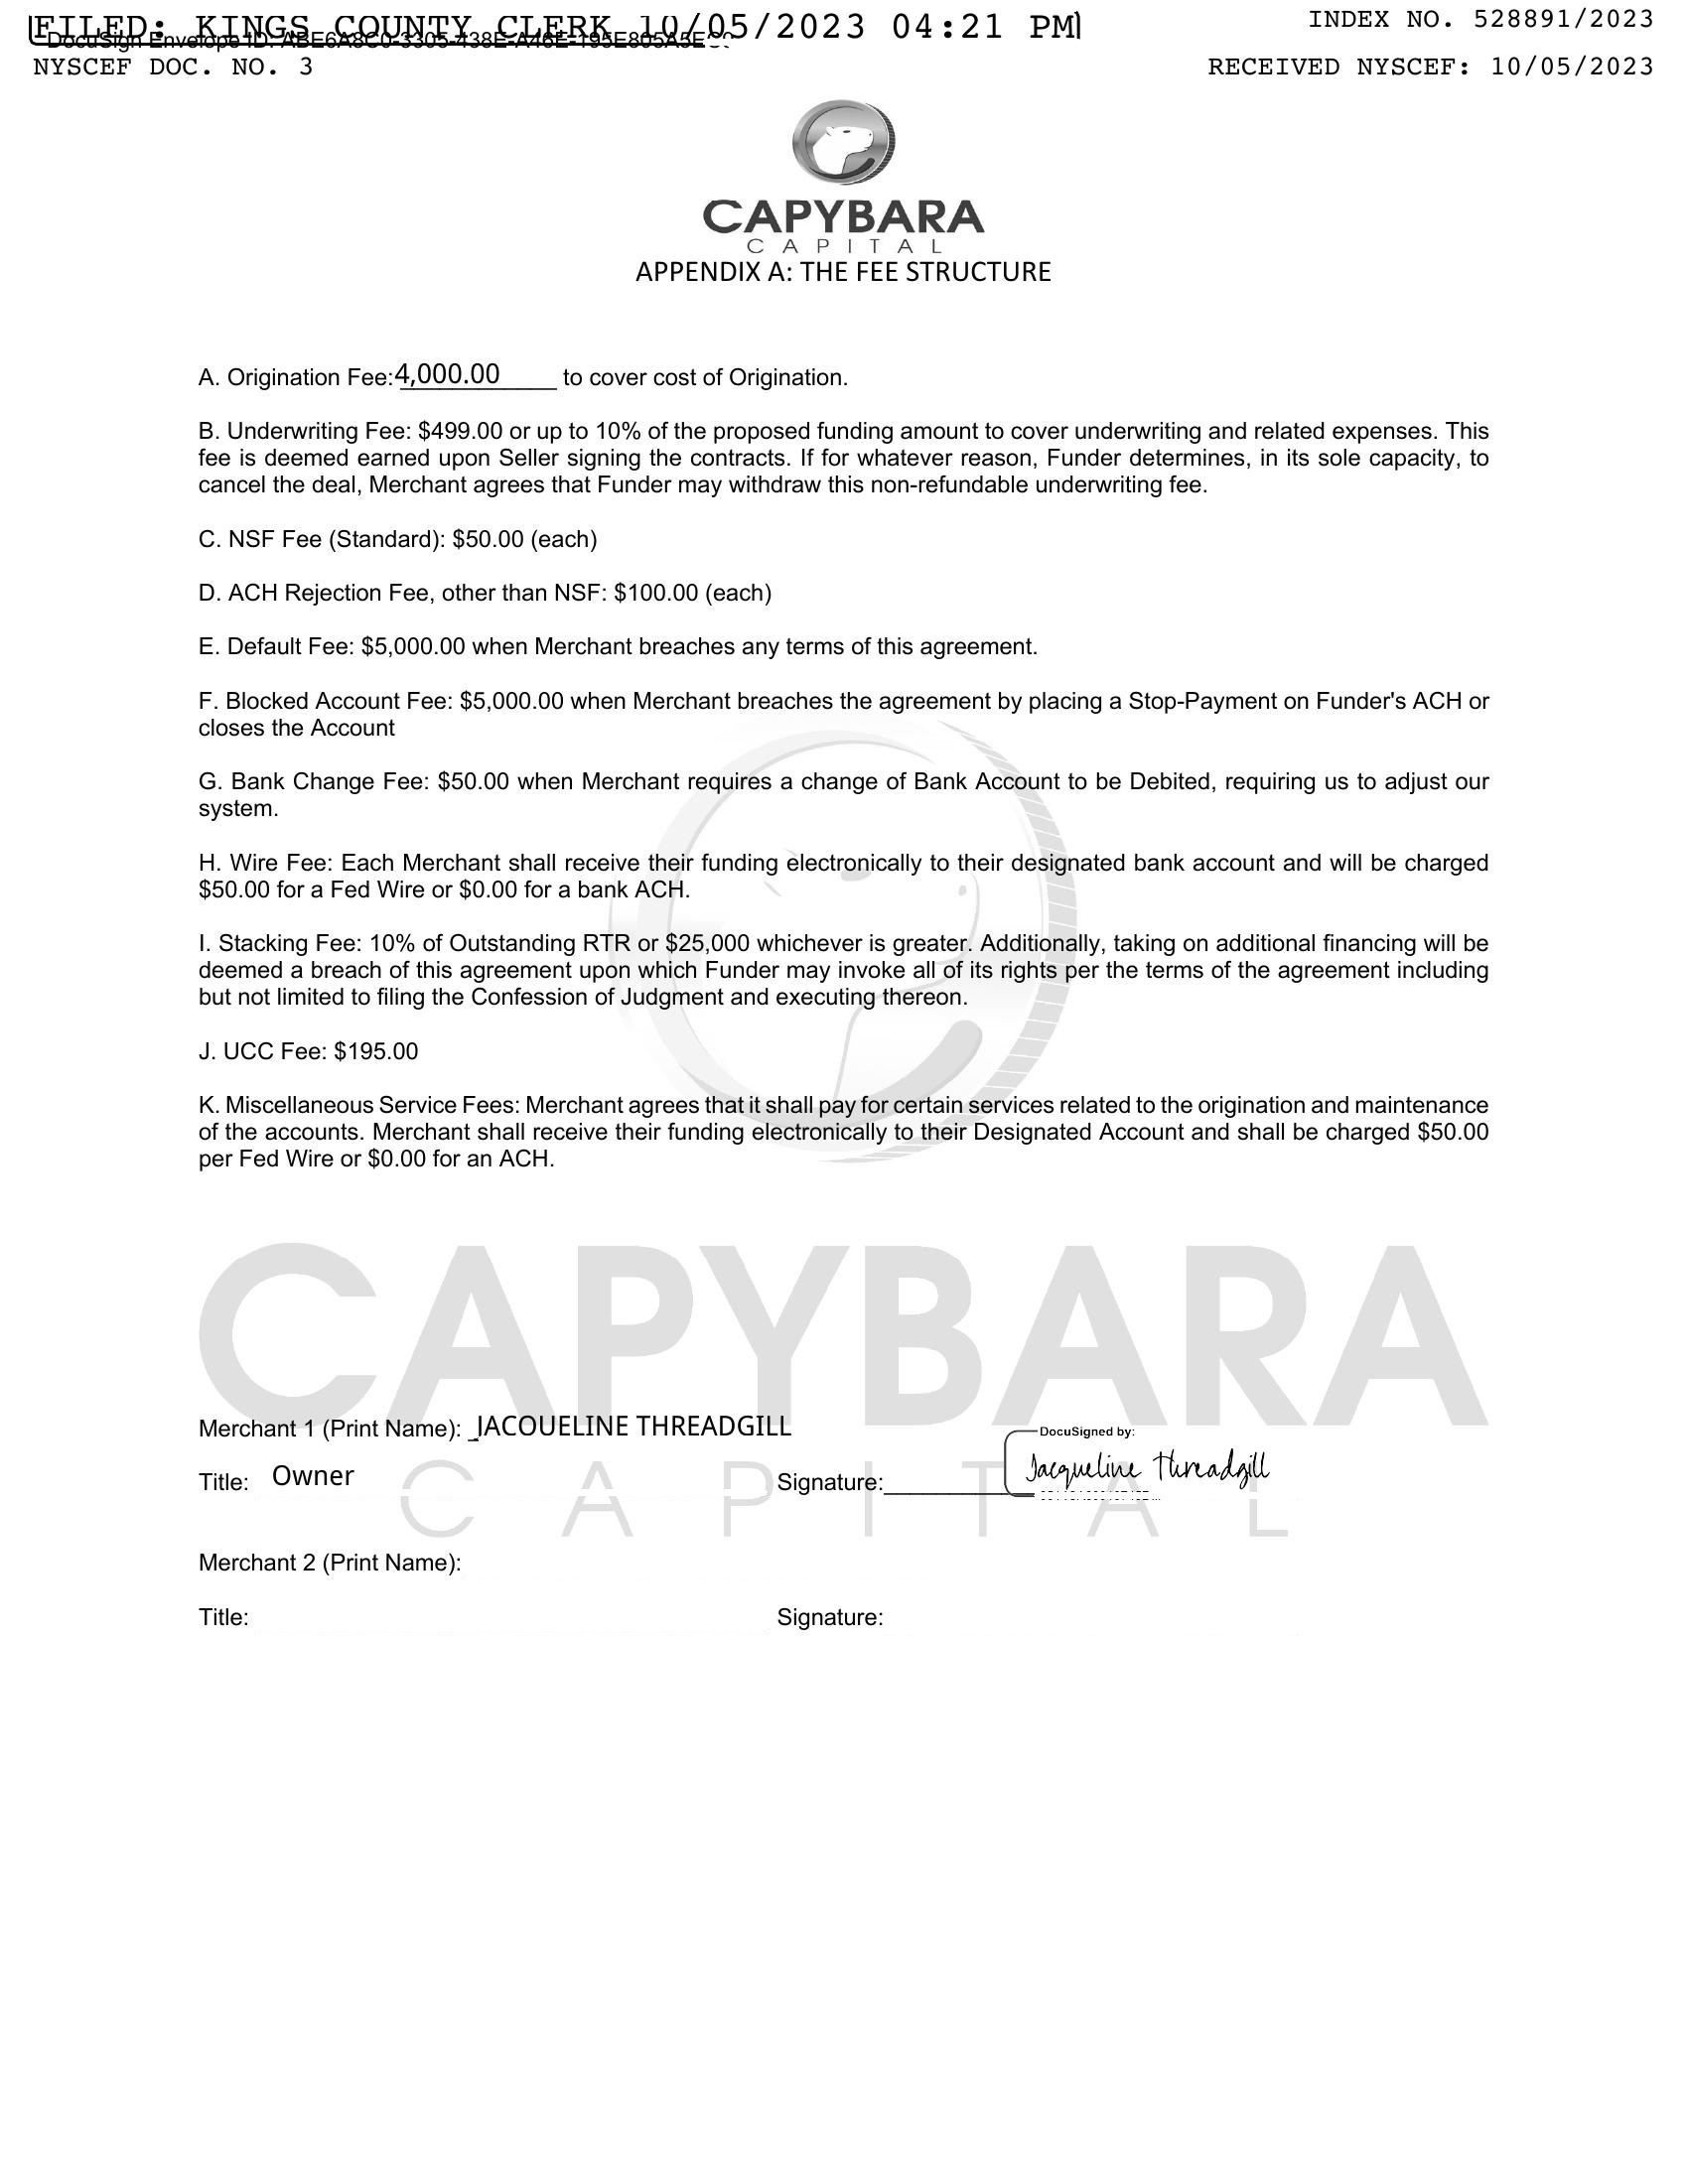 FILED: KINGS COUNTY CLERK 10/05/2023 04:21 PM
INDEX NO. 528891/2023
DocuSign Envelope ID:
NYSCEF DOC. NO. 3
RECEIVED NYSCEF: 10/05/2023
CAPYBARA
CAPITAL
APPENDIX A: THE FEE STRUCTURE
A. Origination Fee: 4,000.00 to cover cost of Origination.
B. Underwriting Fee: $499.00 or up to 10% of the proposed funding amount to cover underwriting and related expenses. This
fee is deemed earned upon Seller signing the contracts. If for whatever reason, Funder determines, in its sole capacity, to
cancel the deal, Merchant agrees that Funder may withdraw this non-refundable underwriting fee.
C. NSF Fee (Standard): $50.00 (each)
D. ACH Rejection Fee, other than NSF: $100.00 (each)
E. Default Fee: $5,000.00 when Merchant breaches any terms of this agreement.
F. Blocked Account Fee: $5,000.00 when Merchant breaches the agreement by placing a Stop-Payment on Funder's ACH or
closes the Account
G. Bank Change Fee: $50.00 when Merchant requires a change of Bank Account to be Debited, requiring us to adjust our
system.
H. Wire Fee: Each Merchant shall receive their funding electronically to their designated bank account and will be charged
$50.00 for a Fed Wire or $0.00 for a bank ACH.
I. Stacking Fee: 10% of Outstanding RTR or $25,000 whichever is greater. Additionally, taking on additional financing will be
deemed a breach of this agreement upon which Funder may invoke all of its rights per the terms of the agreement including
but not limited to filing the Confession of Judgment and executing thereon.
J. UCC Fee: $195.00
K. Miscellaneous Service Fees: Merchant agrees that it shall pay for certain services related to the origination and maintenance
of the accounts. Merchant shall receive their funding electronically to their Designated Account and shall be charged $50.00
per Fed Wire or $0.00 for an ACH.
CAPYBARA
CAPITAL
Merchant 1 (Print Name): JACQUELINE THREADGILL
DocuSigned by:
Title: Owner Signature: Jacqueline Threadgill
Merchant 2 (Print Name):
Title: Signature: